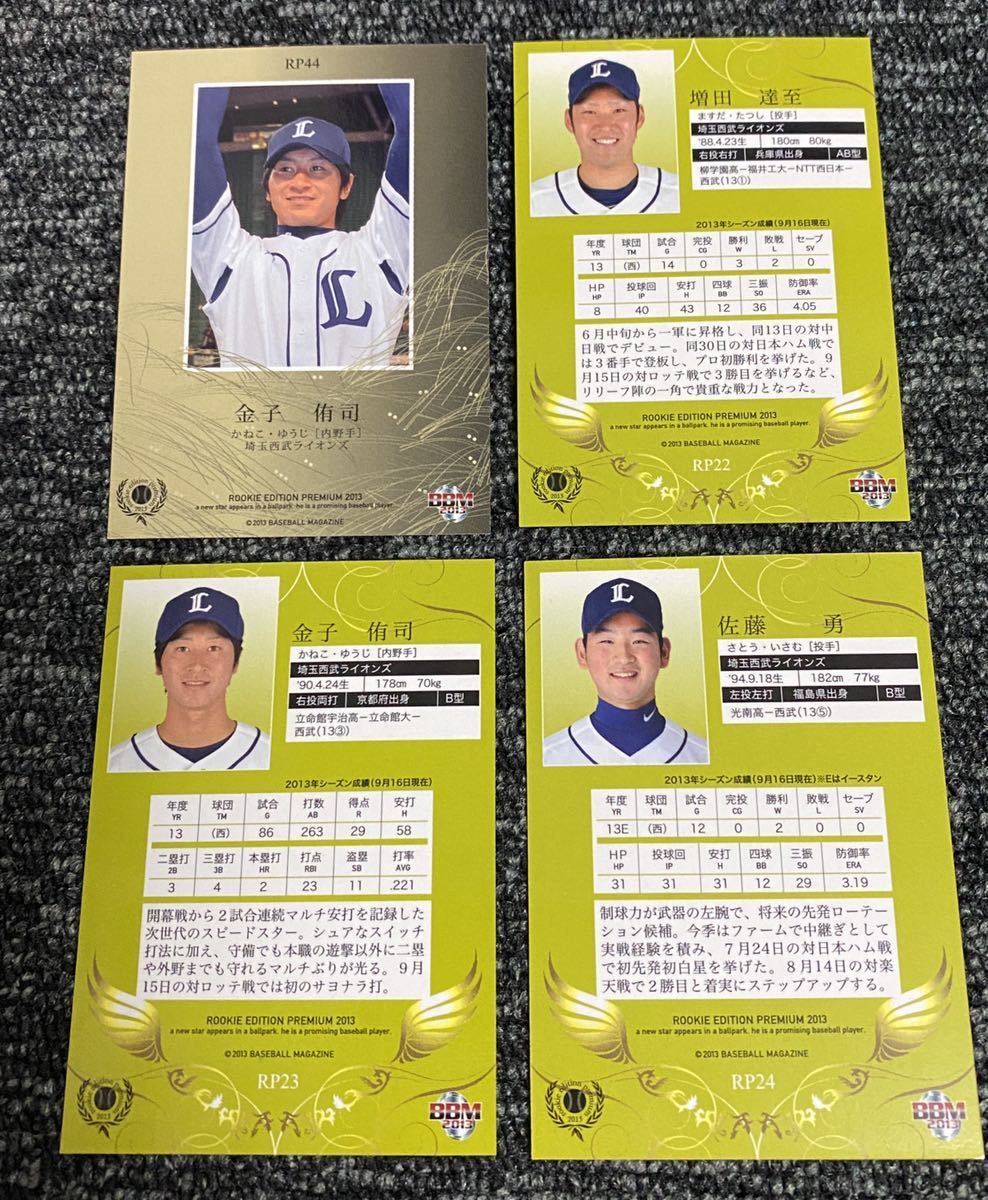 RP44
L
L
金子 侑司
かねこ・ゆうじ [内野手]
埼玉西武ライオンズ
2013
ROOKIE EDITION PREMIUM 2013
a new star appears in a ballpark. he is a promising baseball player.
©2013 BASEBALL MAGAZINE
BBM
2013
L
増田 達至
ますだ・たつし [投手]
埼玉西武ライオンズ
'88.4.23生 180cm 80kg
右投右打 兵庫県出身 AB型
柳学園高ー福井工大ーNTT西日本ー
西武(13①)
2013年シーズン成績(9月16日現在)
年度 球団 試合 完投 勝利 敗戦 セーブ
YR TM G CG W L SV
13 (西) 14 0 3 2 0
HP 投球回 安打 四球 三振 防御率
HP IP H BB SO ERA
8 40 43 12 36 4.05
6月中旬から一軍に昇格し、同13日の対中
日戦でデビュー。同30日の対日本ハム戦で
は3番手で登板し、プロ初勝利を挙げた。9
月15日の対ロッテ戦で3勝目を挙げるなど、
リリーフ陣の一角で貴重な戦力となった。
ROOKIE EDITION PREMIUM 2013
a new star appears in a ballpark. he is a promising baseball player.
©2013 BASEBALL MAGAZINE
RP22
2013
BBM
2013
L
金子 侑司
かねこ・ゆうじ [内野手]
埼玉西武ライオンズ
'90.4.24生 178cm 70kg
右投両打 京都府出身 B型
立命館宇治高ー立命館大ー
西武(13③)
2013年シーズン成績(9月16日現在)
年度 球団 試合 打数 得点 安打
YR TM G AB R H
13 (西) 86 263 29 58
二塁打 三塁打 本塁打 打点 盗塁 打率
2B 3B HR RBI SB AVG
3 4 2 23 11 .221
開幕戦から2試合連続マルチ安打を記録した
次世代のスピードスター。シュアなスイッチ
打法に加え、守備でも本職の遊撃以外に二塁
や外野までも守れるマルチぶりが光る。9月
15日の対ロッテ戦では初のサヨナラ打。
ROOKIE EDITION PREMIUM 2013
a new star appears in a ballpark. he is a promising baseball player.
©2013 BASEBALL MAGAZINE
RP23
2013
BBM
2013
L
佐藤 勇
さとう・いさむ [投手]
埼玉西武ライオンズ
'94.9.18生 182cm 77kg
左投左打 福島県出身 B型
光南高ー西武(13⑤)
2013年シーズン成績(9月16日現在)※Eはイースタン
年度 球団 試合 完投 勝利 敗戦 セーブ
YR TM G CG W L SV
13E (西) 12 0 2 0 0
HP 投球回 安打 四球 三振 防御率
HP IP H BB SO ERA
31 31 31 12 29 3.19
制球力が武器の左腕で、将来の先発ローテー
ション候補。今季はファームで中継ぎとして
実戦経験を積み、7月24日の対日本ハム戦
で初先発初白星を挙げた。8月14日の対楽
天戦で2勝目と着実にステップアップする。
ROOKIE EDITION PREMIUM 2013
a new star appears in a ballpark. he is a promising baseball player.
©2013 BASEBALL MAGAZINE
RP24
2013
BBM
2013